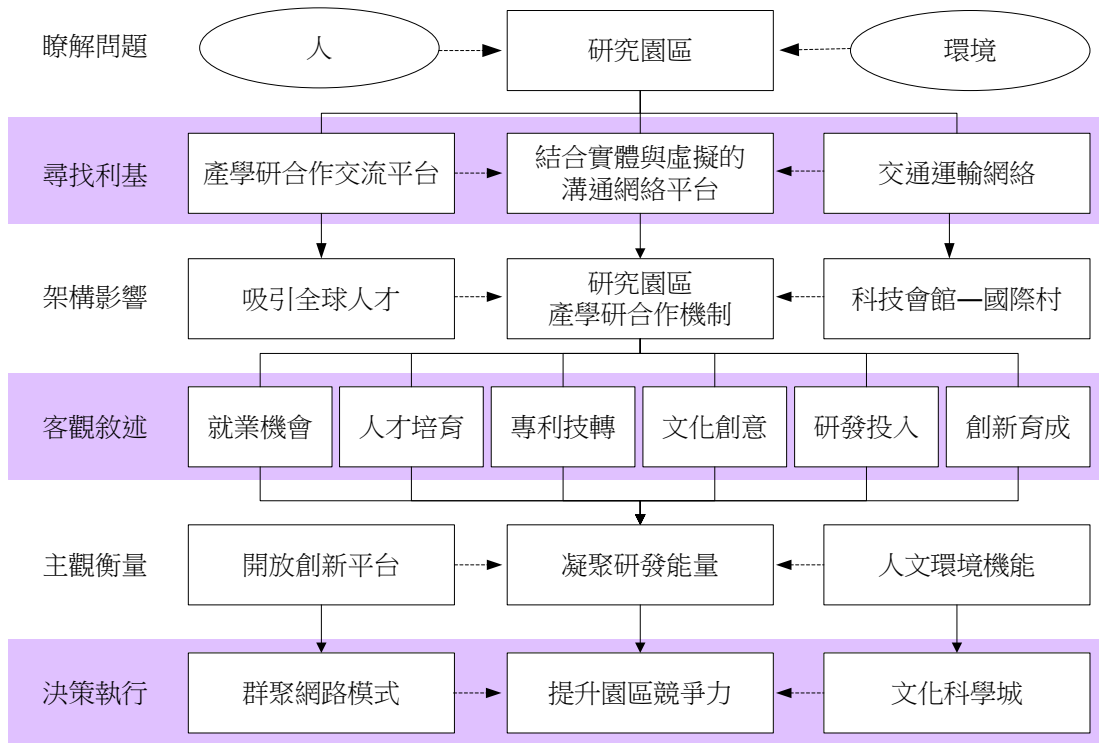 瞭解問題
人
研究園區
環境
尋找利基
產學研合作交流平台
結合實體與虛擬的
溝通網絡平台
交通運輸網絡
架構影響
吸引全球人才
研究園區
產學研合作機制
科技會館—國際村
客觀敘述
就業機會
人才培育
專利技轉
文化創意
研發投入
創新育成
主觀衡量
開放創新平台
凝聚研發能量
人文環境機能
決策執行
群聚網路模式
提升園區競爭力
文化科學城